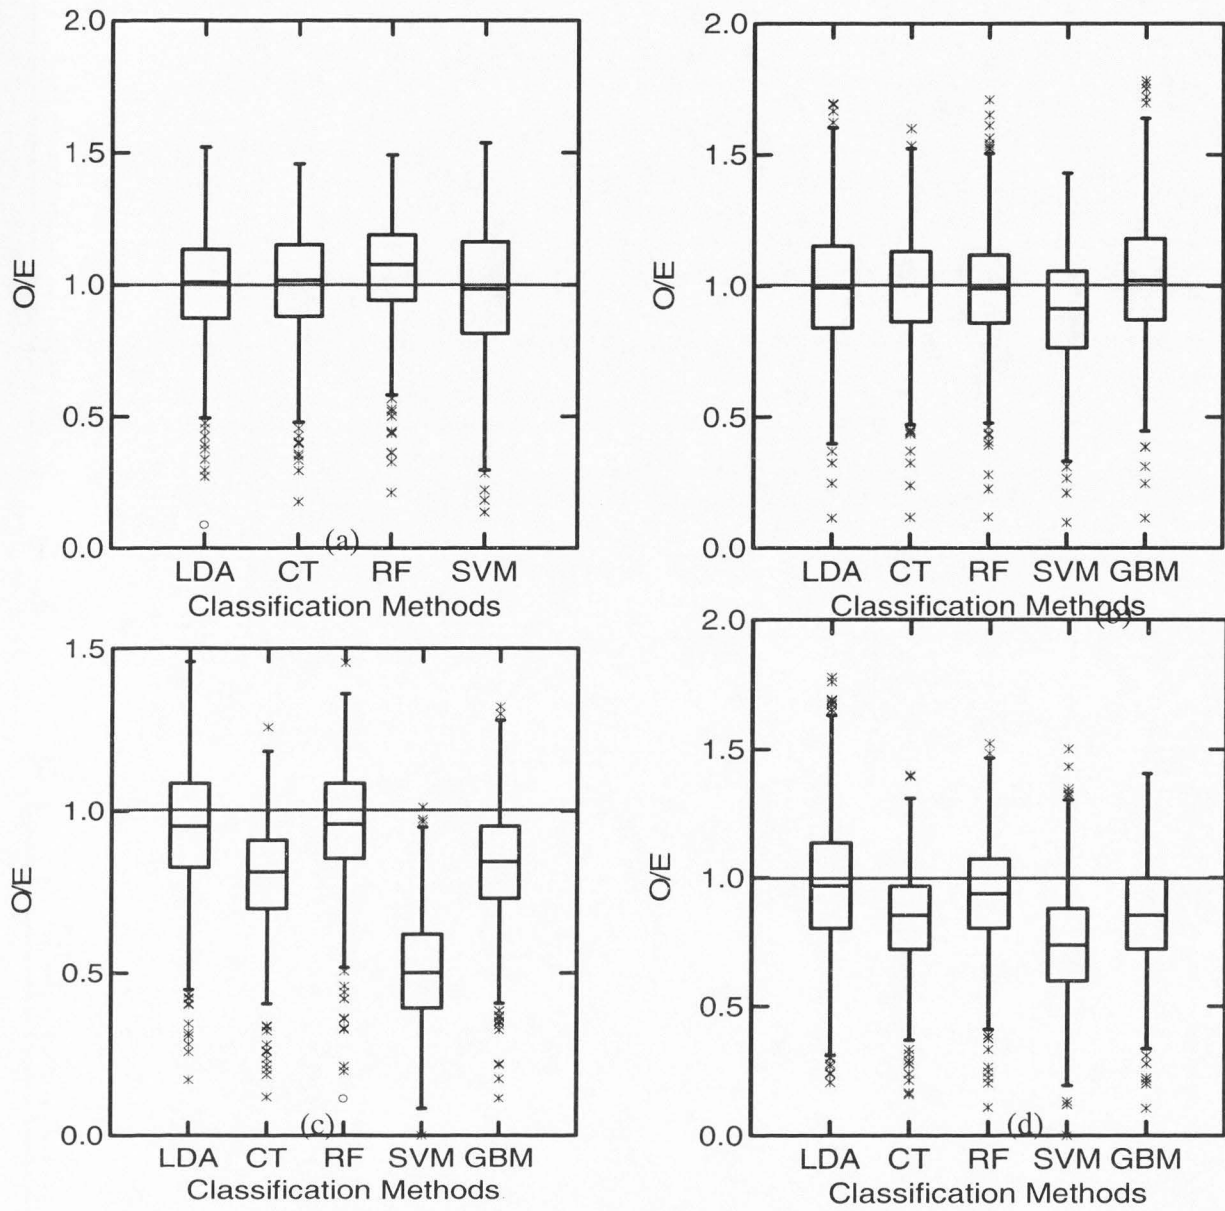 2.0
1.5
1.0
0.5
0.0
O/E
(a)
LDA CT RF SVM
Classification Methods
2.0
1.5
1.0
0.5
0.0
O/E
LDA CT RF SVM GBM
Classification Methods
(b)
1.5
1.0
0.5
0.0
O/E
(c)
LDA CT RF SVM GBM
Classification Methods
2.0
1.5
1.0
0.5
0.0
O/E
(d)
LDA CT RF SVM GBM
Classification Methods